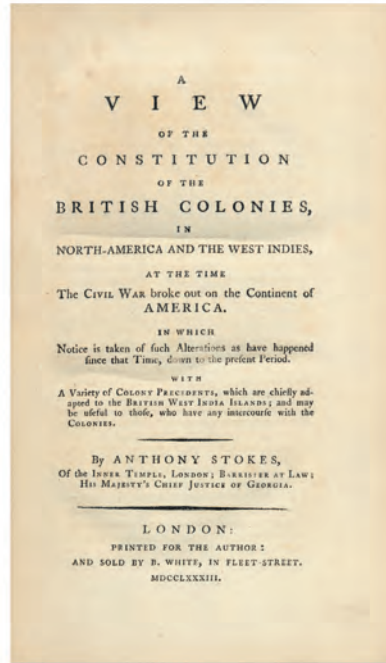 A
VIEW
OF THE
CONSTITUTION
OF THE
BRITISH COLONIES,
IN
NORTH-AMERICA AND THE WEST INDIES,
AT THE TIME
The CIVIL WAR broke out on the Continent of
AMERICA.
IN WHICH
Notice is taken of ſuch Alterations as have happened
ſince that Time, down to the preſent Period.
WITH
A Variety of COLONY PRECEDENTS, which are chiefly ad-
apted to the BRITISH WEST INDIA ISLANDS; and may
be uſeful to thoſe, who have any intercourſe with the
COLONIES.
By ANTHONY STOKES,
Of the INNER TEMPLE, LONDON; BARRISTER AT LAW;
HIS MAJESTY'S CHIEF JUSTICE OF GEORGIA.
LONDON:
PRINTED FOR THE AUTHOR:
AND SOLD BY B. WHITE, IN FLEET-STREET.
MDCCLXXXIII.